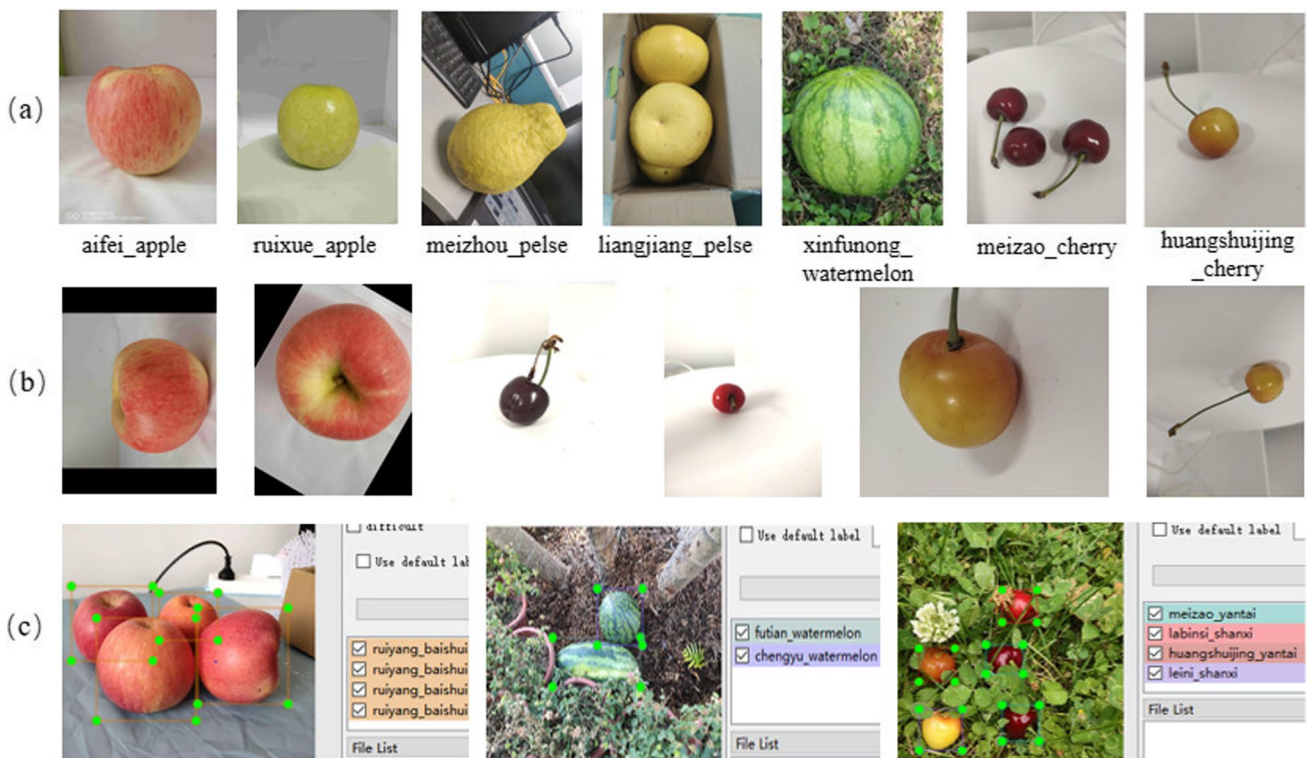 (a)
aifei_apple
ruixue_apple
meizhou_pelse
liangjiang_pelse
xinfunong_
watermelon
meizao_cherry
huangshuijing
_cherry
(b)
(c)
difficult
Use default lab
ruiyang_baishui
ruiyang_baishui
ruiyang_baishui
ruiyang_baishui
File List
Use default label
futian_watermelon
chengyu_watermelon
File List
Use default label
meizao_yantai
labinsi_shanxi
huangshuijing_yantai
leini_shanxi
File List